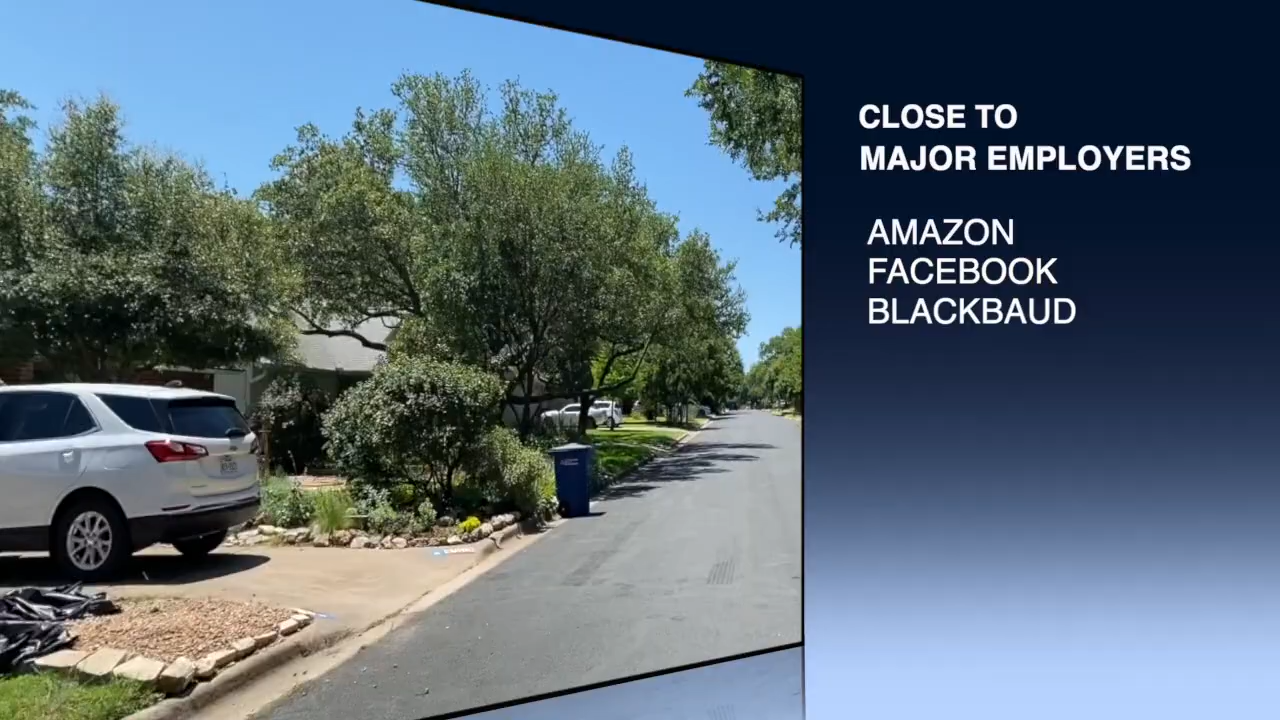 CLOSE TO
MAJOR EMPLOYERS
AMAZON
FACEBOOK
BLACKBAUD